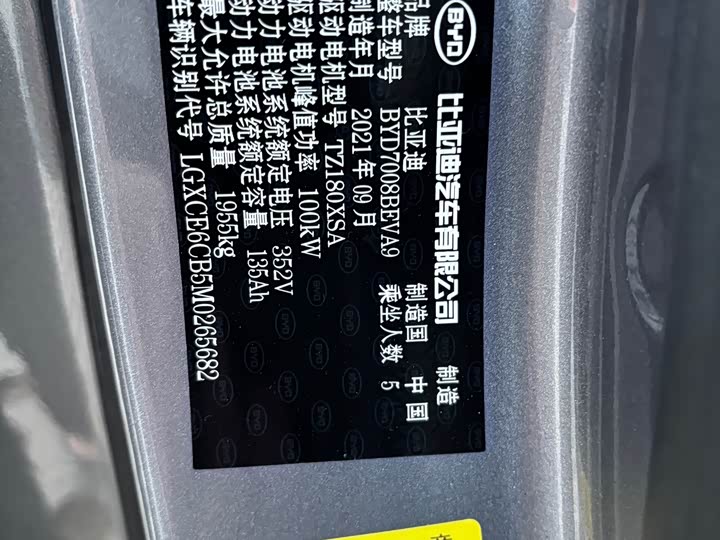 BYD 比亚迪汽车有限公司 制造
品牌 比亚迪 制造国 中国
整车型号 BYD7008BEVA9 乘坐人数 5
制造年月 2021年09月
驱动电机型号 TZ180XSA
驱动电机峰值功率 100kW
动力电池系统额定电压 352V
动力电池系统额定容量 135Ah
最大允许总质量 1955kg
车辆识别代号 LGXCE6CB5M0265682